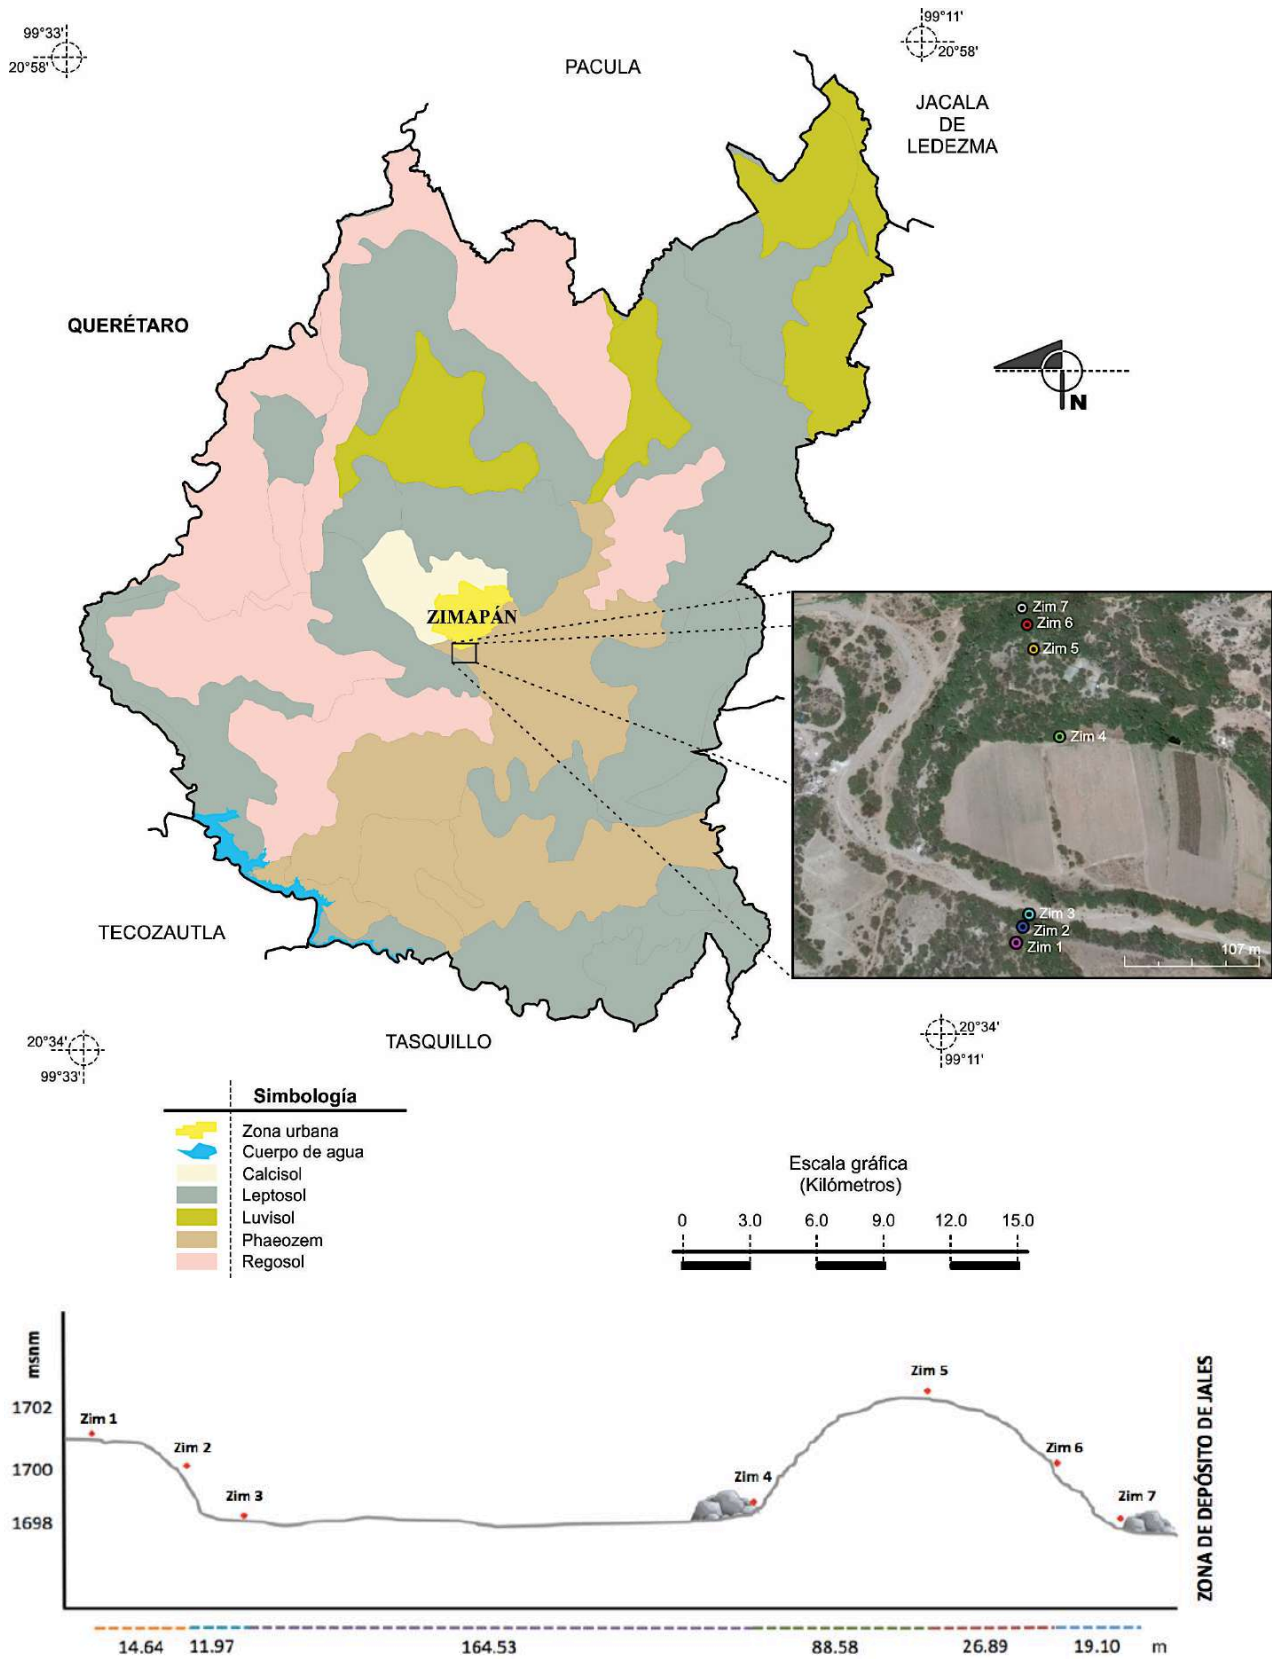 99°33'
20°58'
99°11'
20°58'
PACULA
JACALA
DE
LEDEZMA
QUERÉTARO
N
ZIMAPÁN
Zim 7
Zim 6
Zim 5
Zim 4
Zim 3
Zim 2
Zim 1
107 m
TECOZAUTLA
TASQUILLO
20°34'
99°33'
20°34'
99°11'
Simbología
Zona urbana
Cuerpo de agua
Calcisol
Leptosol
Luvisol
Phaeozem
Regosol
Escala gráfica
(Kilómetros)
0 3.0 6.0 9.0 12.0 15.0
msnm
1702
1700
1698
Zim 1
Zim 2
Zim 3
Zim 4
Zim 5
Zim 6
Zim 7
ZONA DE DEPÓSITO DE JALES
14.64 11.97 164.53 88.58 26.89 19.10 m